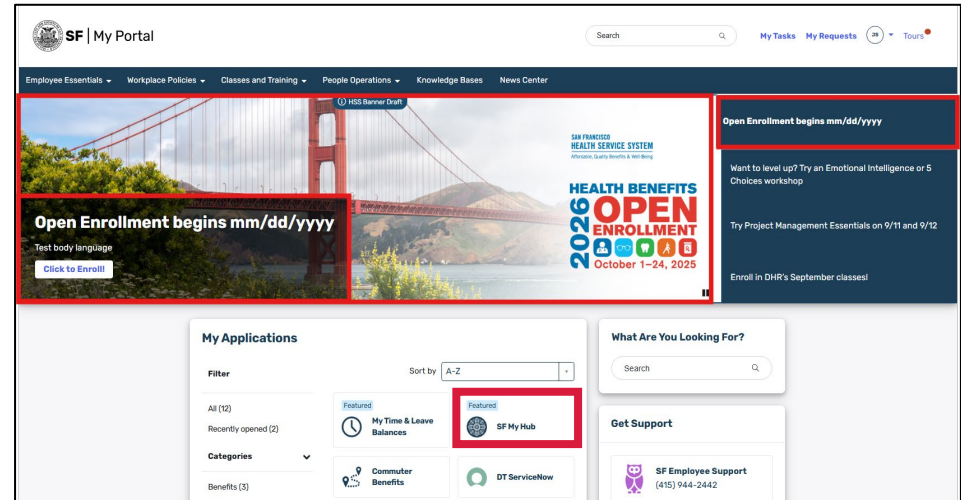 SF | My Portal
Search
My Tasks
My Requests
JS
Tours
Employee Essentials
Workplace Policies
Classes and Training
People Operations
Knowledge Bases
News Center
HSS Banner Draft
SAN FRANCISCO
HEALTH SERVICE SYSTEM
Affordable, Quality Benefits & Well-Being
HEALTH BENEFITS
2026
OPEN
ENROLLMENT
October 1–24, 2025
Open Enrollment begins mm/dd/yyyy
Test body language
Click to Enroll!
Open Enrollment begins mm/dd/yyyy
Want to level up? Try an Emotional Intelligence or 5
Choices workshop
Try Project Management Essentials on 9/11 and 9/12
Enroll in DHR's September classes!
My Applications
Filter
Sort by
A-Z
All (12)
Recently opened (2)
Categories
Benefits (3)
Featured
My Time & Leave
Balances
Featured
SF My Hub
Commuter
Benefits
DT ServiceNow
What Are You Looking For?
Search
Get Support
SF Employee Support
(415) 944-2442